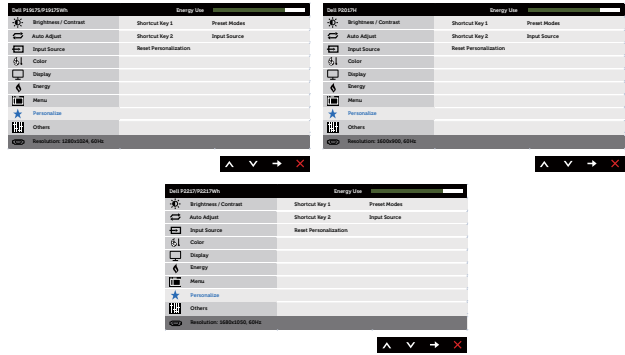 Dell P1917S/P1917SWh Energy Use
Brightness / Contrast Shortcut Key 1 Preset Modes
Auto Adjust Shortcut Key 2 Input Source
Input Source Reset Personalization
Color
Display
Energy
Menu
Personalize
Others
Resolution: 1280x1024, 60Hz
Dell P2017H Energy Use
Brightness / Contrast Shortcut Key 1 Preset Modes
Auto Adjust Shortcut Key 2 Input Source
Input Source Reset Personalization
Color
Display
Energy
Menu
Personalize
Others
Resolution: 1600x900, 60Hz
Dell P2217/P2217Wh Energy Use
Brightness / Contrast Shortcut Key 1 Preset Modes
Auto Adjust Shortcut Key 2 Input Source
Input Source Reset Personalization
Color
Display
Energy
Menu
Personalize
Others
Resolution: 1680x1050, 60Hz